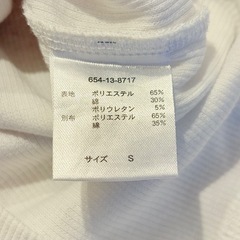 654-13-8717
表地 ポリエステル 65%
綿 30%
ポリウレタン 5%
別布 ポリエステル 65%
綿 35%
サイズ S